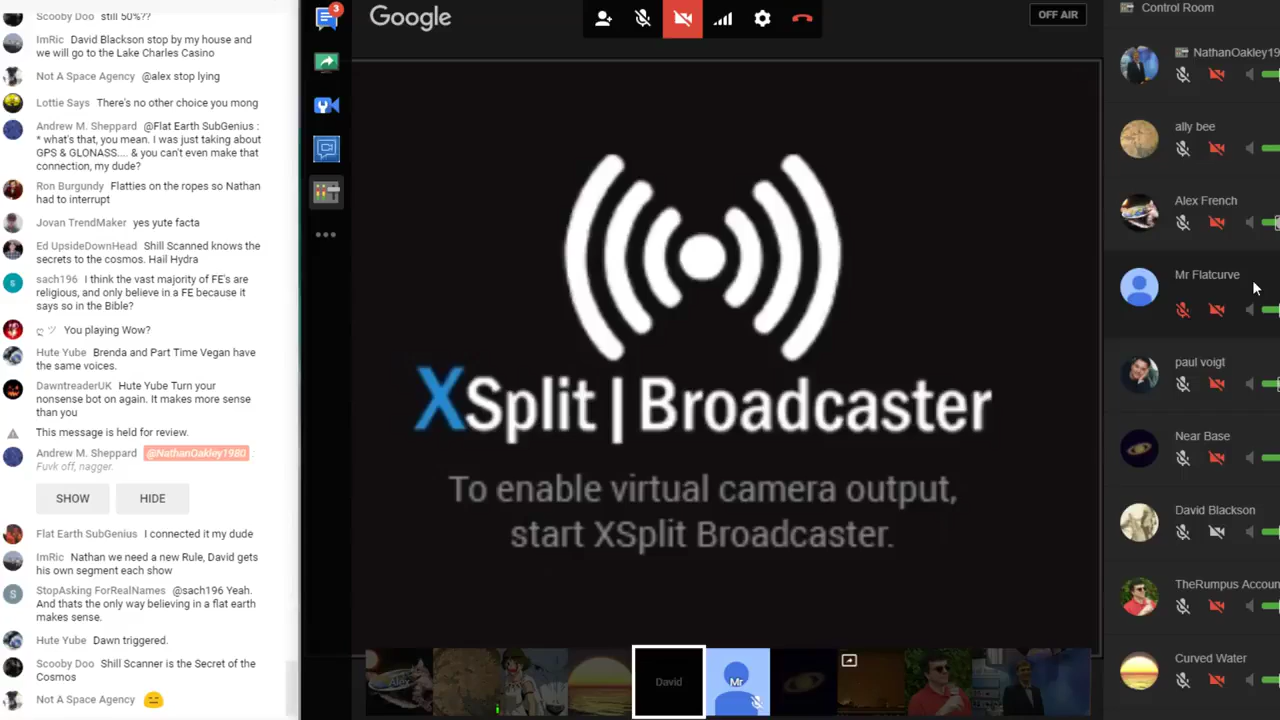 Scooby Doo still 50%??
ImRic David Blackson stop by my house and
we will go to the Lake Charles Casino
Not A Space Agency @alex stop lying
Lottie Says There's no other choice you mong
Andrew M. Sheppard @Flat Earth SubGenius :
* what's that, you mean. I was just taking about
GPS & GLONASS.... & you can't even make that
connection, my dude?
Ron Burgundy Flatties on the ropes so Nathan
had to interrupt
Jovan TrendMaker yes yute facta
Ed UpsideDownHead Shill Scanned knows the
secrets to the cosmos. Hail Hydra
sach196 I think the vast majority of FE's are
religious, and only believe in a FE because it
says so in the Bible?
ღ ツ You playing Wow?
Hute Yube Brenda and Part Time Vegan have
the same voices.
DawntreaderUK Hute Yube Turn your
nonsense bot on again. It makes more sense
than you
This message is held for review.
Andrew M. Sheppard @NathanOakley1980 :
Fuvk off, nagger.
SHOW HIDE
Flat Earth SubGenius I connected it my dude
ImRic Nathan we need a new Rule, David gets
his own segment each show
StopAsking ForRealNames @sach196 Yeah.
And thats the only way believing in a flat earth
makes sense.
Hute Yube Dawn triggered.
Scooby Doo Shill Scanner is the Secret of the
Cosmos
Not A Space Agency
3
Google
OFF AIR
XSplit | Broadcaster
To enable virtual camera output,
start XSplit Broadcaster.
Alex
David
Mr
Control Room
NathanOakley19
ally bee
Alex French
Mr Flatcurve
paul voigt
Near Base
David Blackson
TheRumpus Accoun
Curved Water